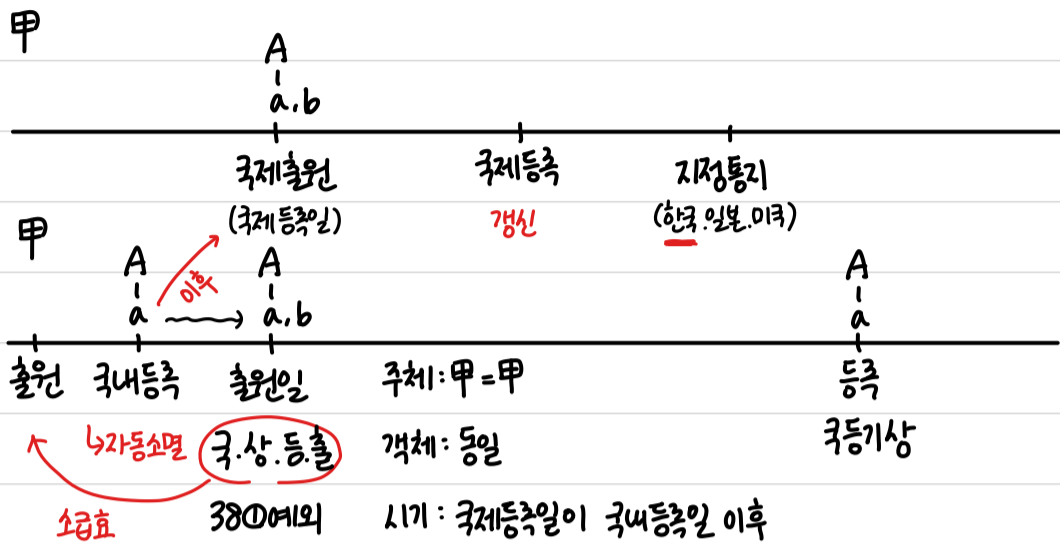 甲
A
a.b
국제출원
국제등록
지정통지
(국제등록일)
갱신
(한국.일본.미국)
甲
A
이후
A
A
a
a.b
a
출원
국내등록
출원일
주체:甲=甲
등록
↳자동소멸
국.상.등.출
객체:동일
국등기상
소급효
38①예외
시기:국제등록일이 국내등록일 이후